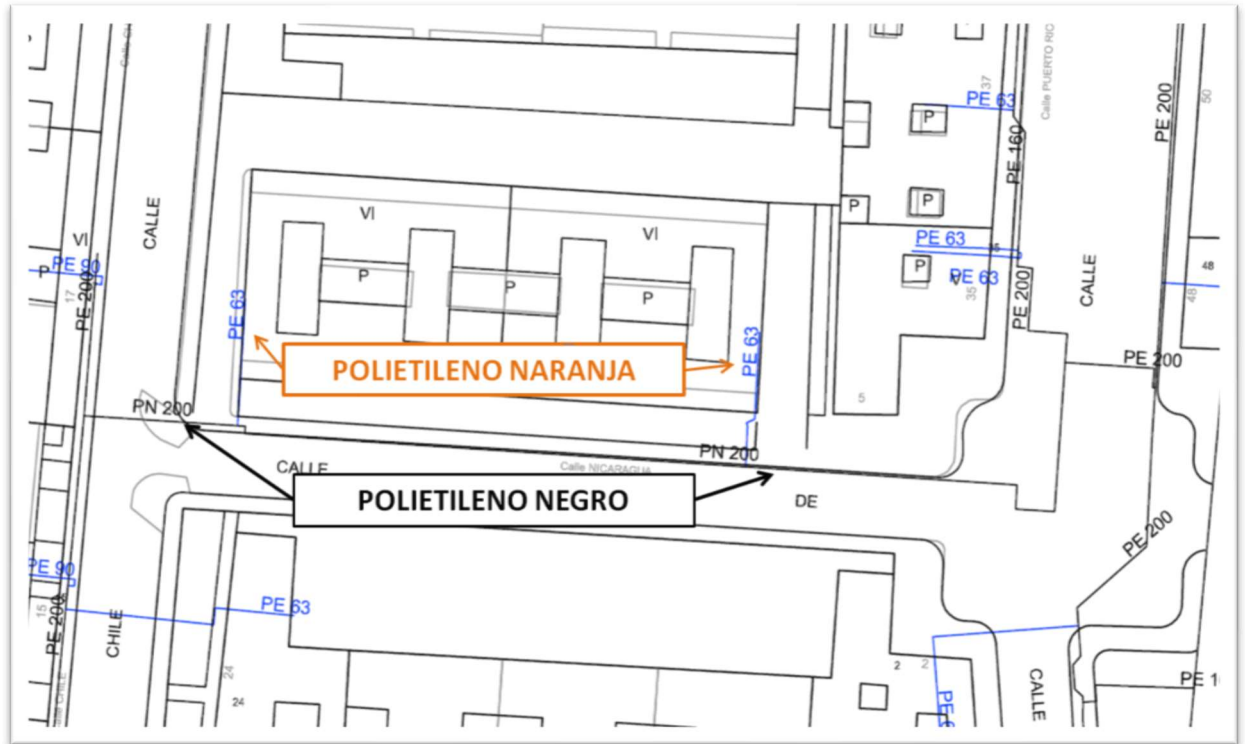 37
Calle PUERTO RICO
PE 200
50
PE 63
P
PE 160
CALLE
VI
VI
P
P
P
PE 63
PE 63
P
35
48
48
CALLE
VI
PE 90
P
17
PE 200
P
P
P
PE 200
PE 63
PE 63
POLIETILENO NARANJA
PE 200
5
PN 200
PN 200
CALLE
Calle NICARAGUA
POLIETILENO NEGRO
DE
PE 200
PE 90
15
PE 200
CHILE
PE 63
24
24
2
2
CALLE
PE 1